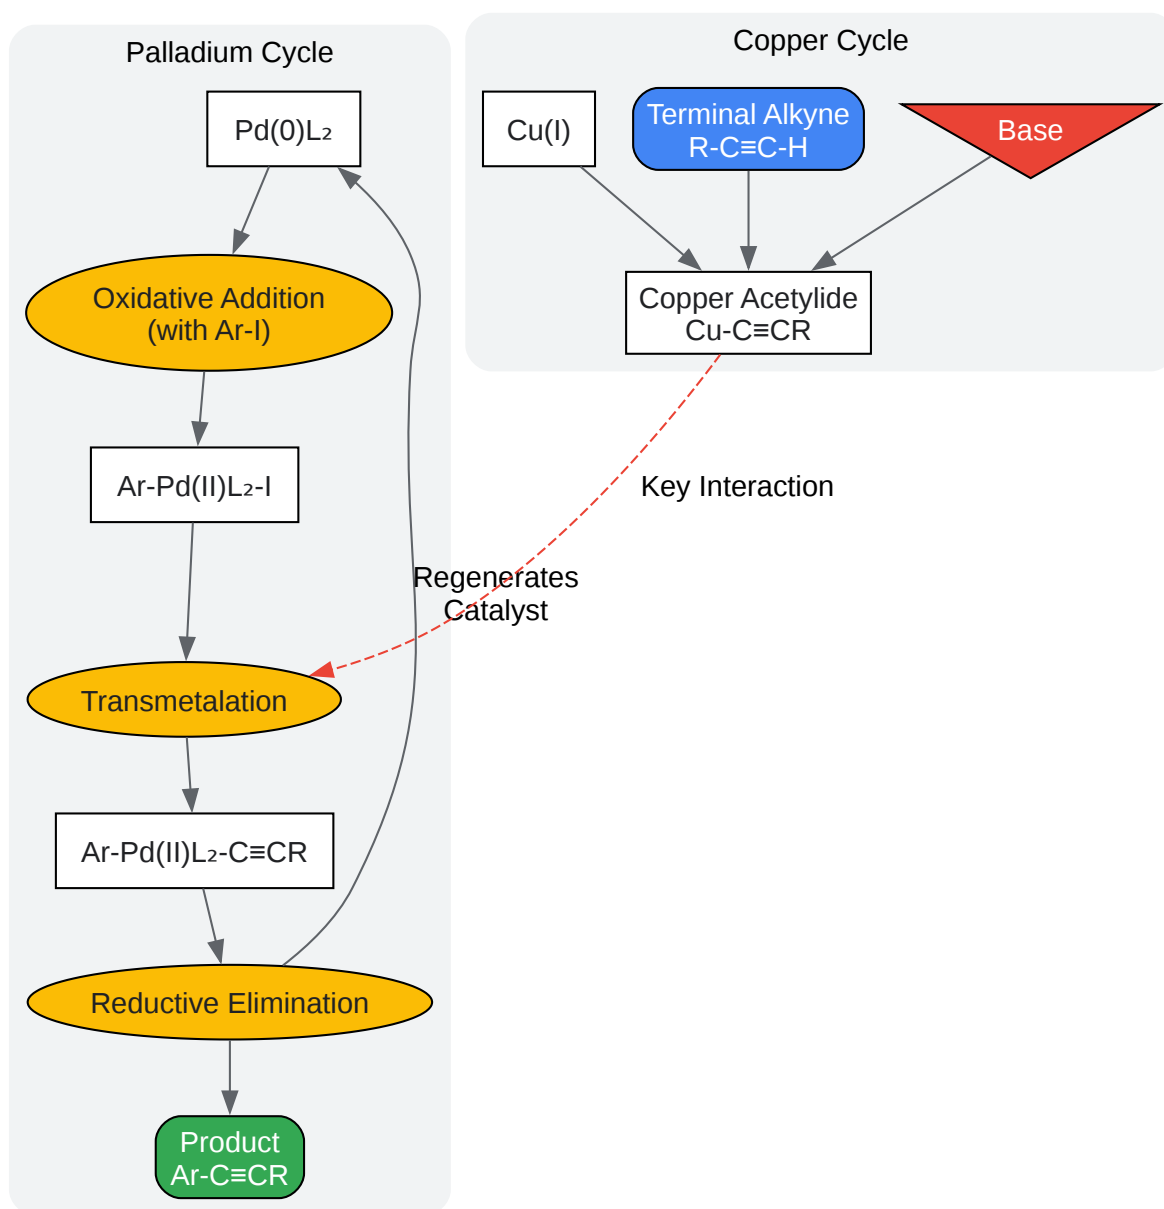 Palladium Cycle
Pd(0)L₂
Oxidative Addition
(with Ar-I)
Ar-Pd(II)L₂-I
Transmetalation
Ar-Pd(II)L₂-C≡CR
Reductive Elimination
Product
Ar-C≡CR
Regenerates
Catalyst
Copper Cycle
Cu(I)
Terminal Alkyne
R-C≡C-H
Base
Copper Acetylide
Cu-C≡CR
Key Interaction